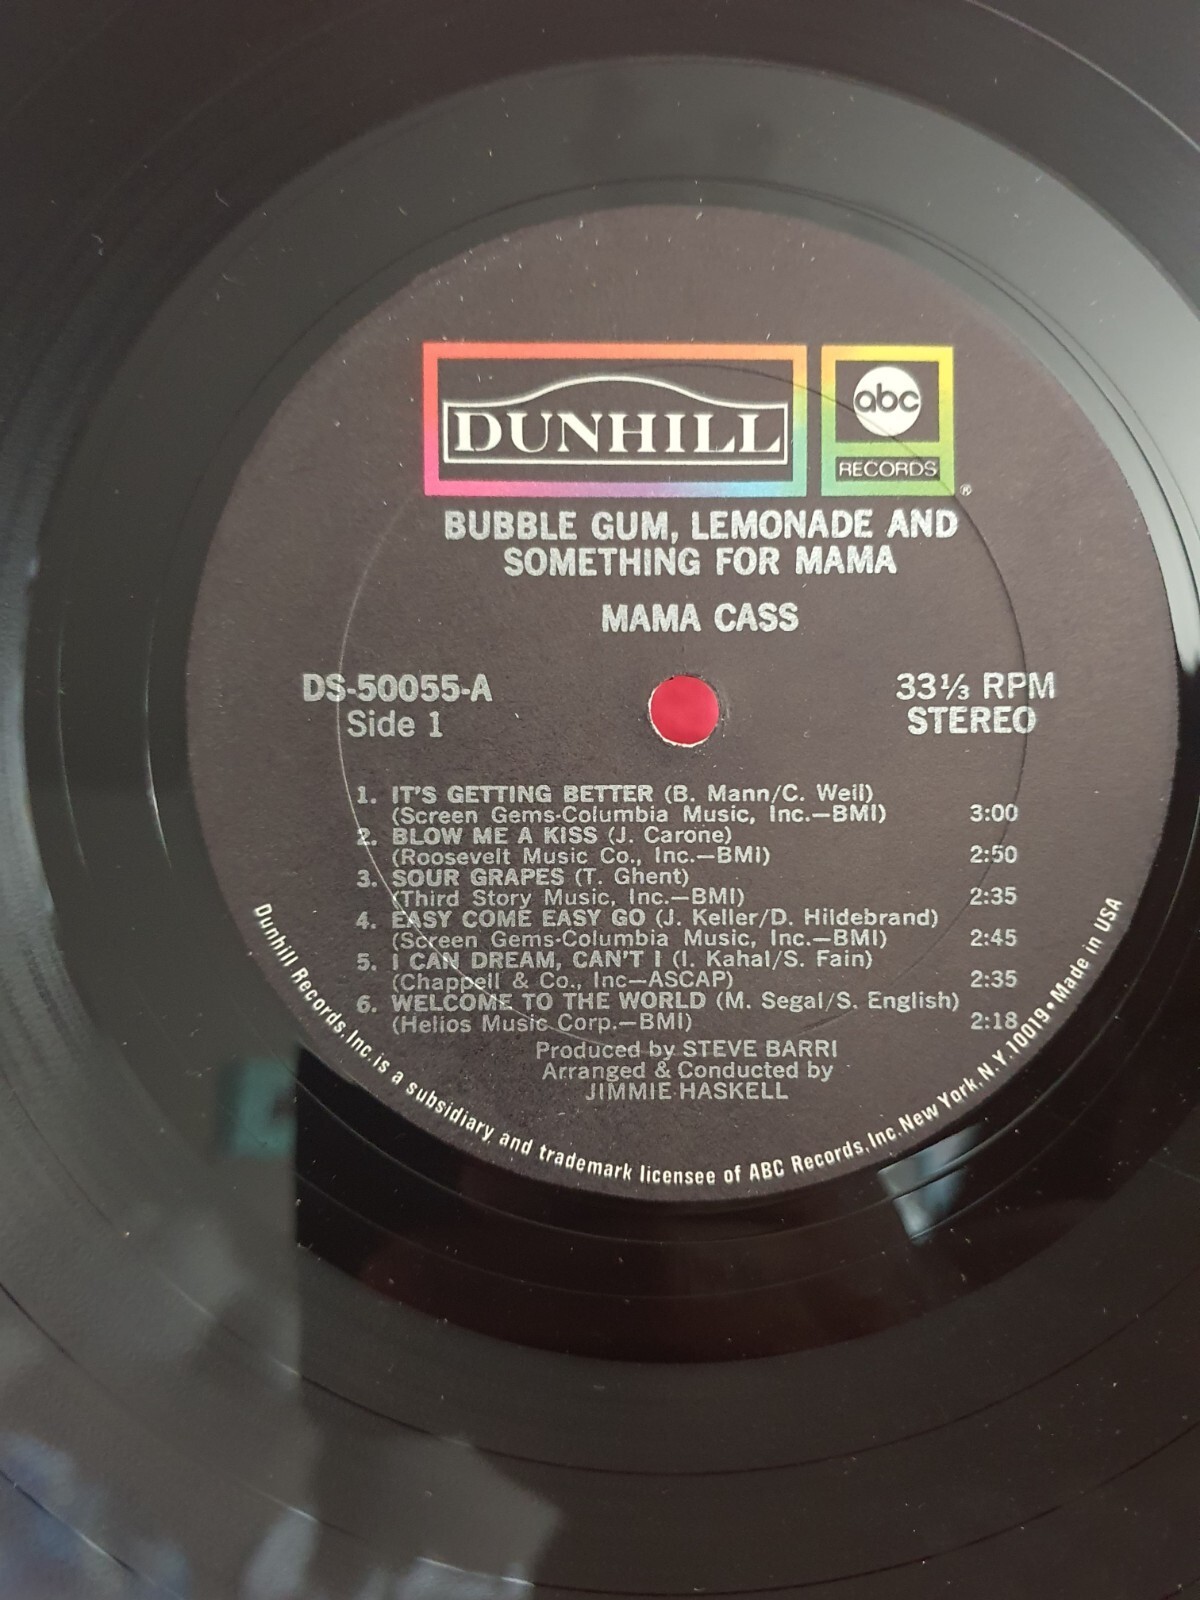 DUNHILL
abc
RECORDS
®
BUBBLE GUM, LEMONADE AND
SOMETHING FOR MAMA
MAMA CASS
DS-50055-A
Side 1
33⅓ RPM
STEREO
1. IT'S GETTING BETTER (B. Mann/C. Weil)
(Screen Gems-Columbia Music, Inc.—BMI) 3:00
2. BLOW ME A KISS (J. Carone)
(Roosevelt Music Co., Inc.—BMI) 2:50
3. SOUR GRAPES (T. Ghent)
(Third Story Music, Inc.—BMI) 2:35
4. EASY COME EASY GO (J. Keller/D. Hildebrand)
(Screen Gems-Columbia Music, Inc.—BMI) 2:45
5. I CAN DREAM, CAN'T I (I. Kahal/S. Fain)
(Chappell & Co., Inc—ASCAP) 2:35
6. WELCOME TO THE WORLD (M. Segal/S. English)
(Helios Music Corp.—BMI) 2:18
Produced by STEVE BARRI
Arranged & Conducted by
JIMMIE HASKELL
Dunhill Records, Inc. is a subsidiary and trademark licensee of ABC Records, Inc. New York, N.Y. 10019 • Made in USA